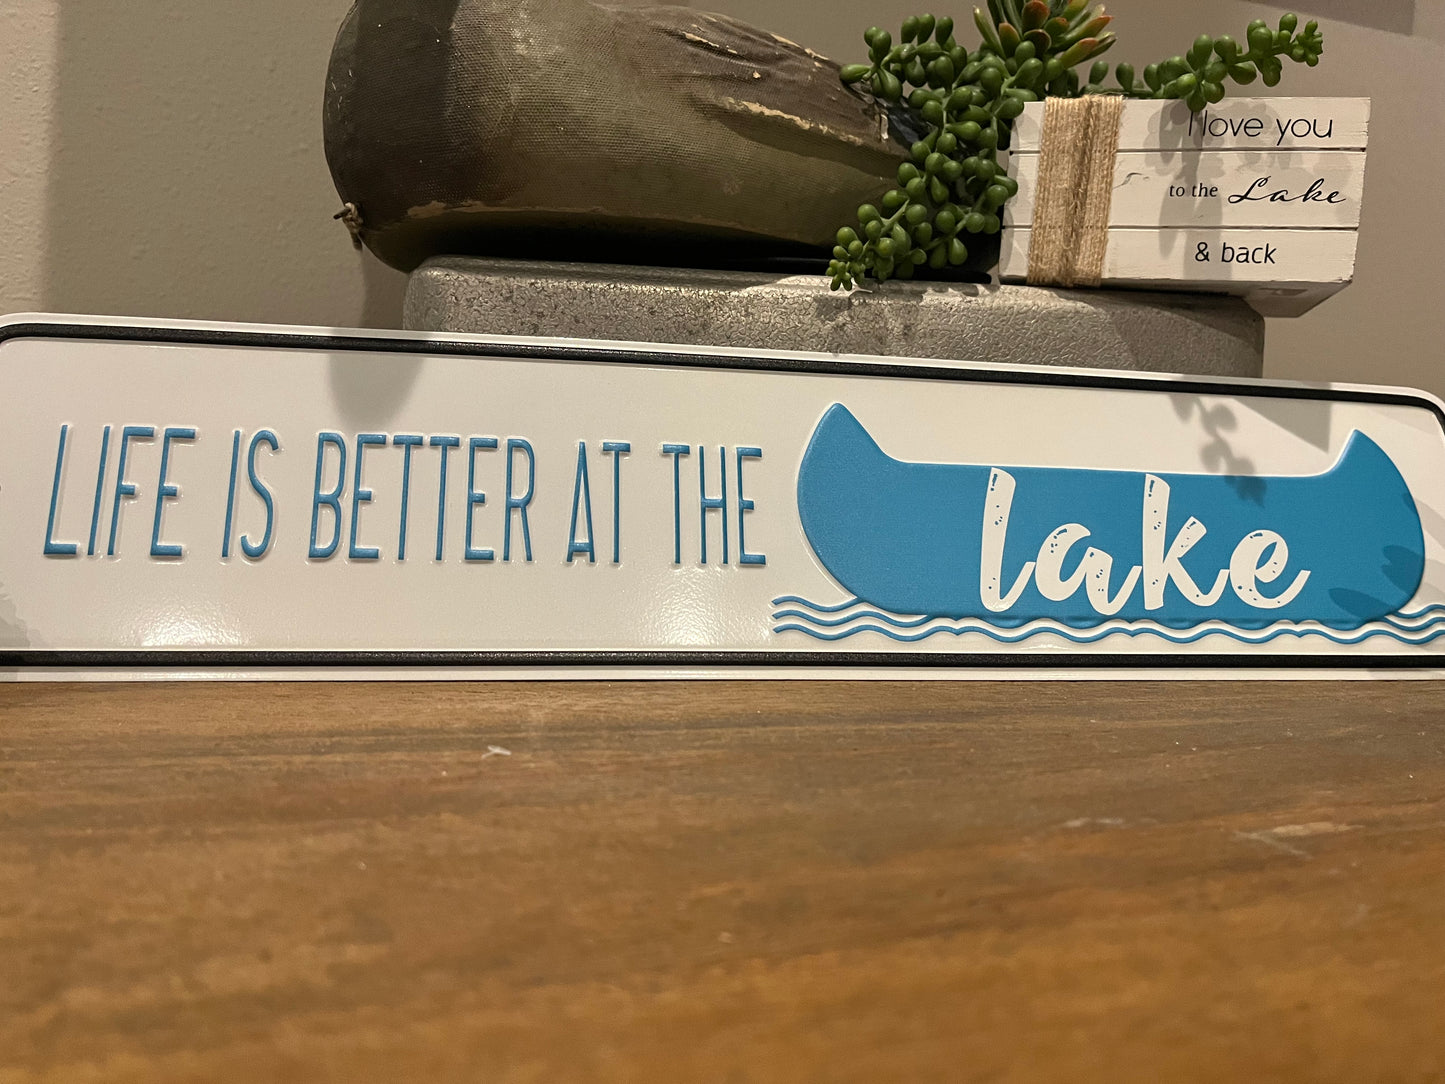 I love you
to the Lake
& back
LIFE IS BETTER AT THE lake